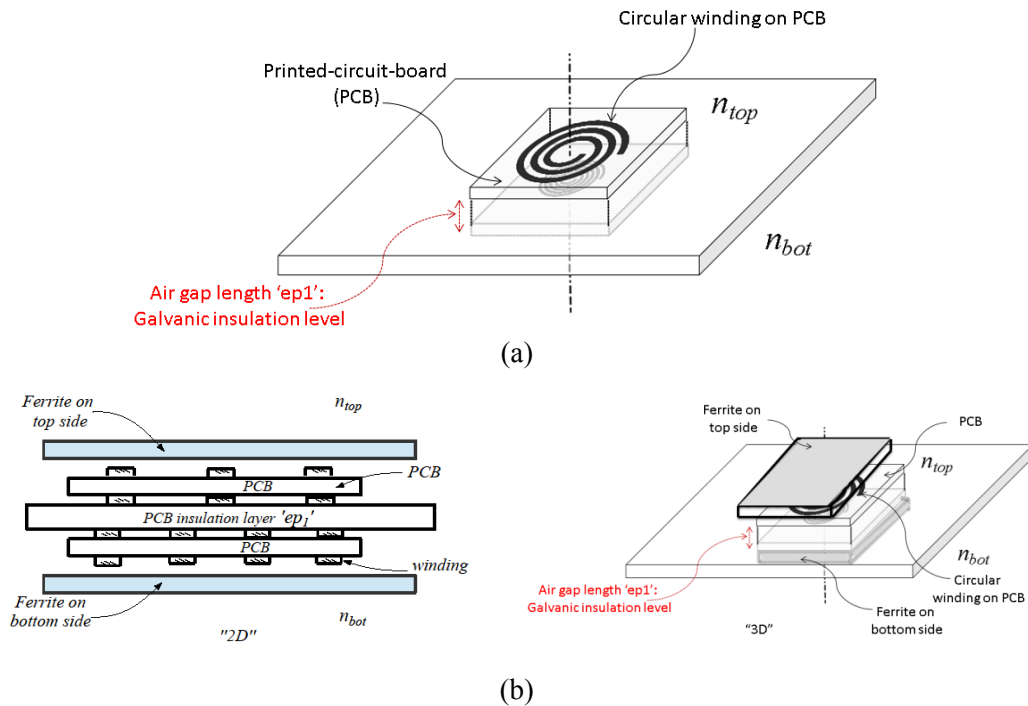 Circular winding on PCB
Printed-circuit-board
(PCB)
n_top
n_bot
Air gap length ‘ep1’:
Galvanic insulation level
(a)
Ferrite on
top side
n_top
PCB
PCB
PCB insulation layer 'ep₁'
PCB
winding
Ferrite on
bottom side
n_bot
"2D"
Ferrite on
top side
PCB
n_top
n_bot
Air gap length ‘ep1’:
Galvanic insulation level
Circular
winding on PCB
Ferrite on
bottom side
“3D”
(b)